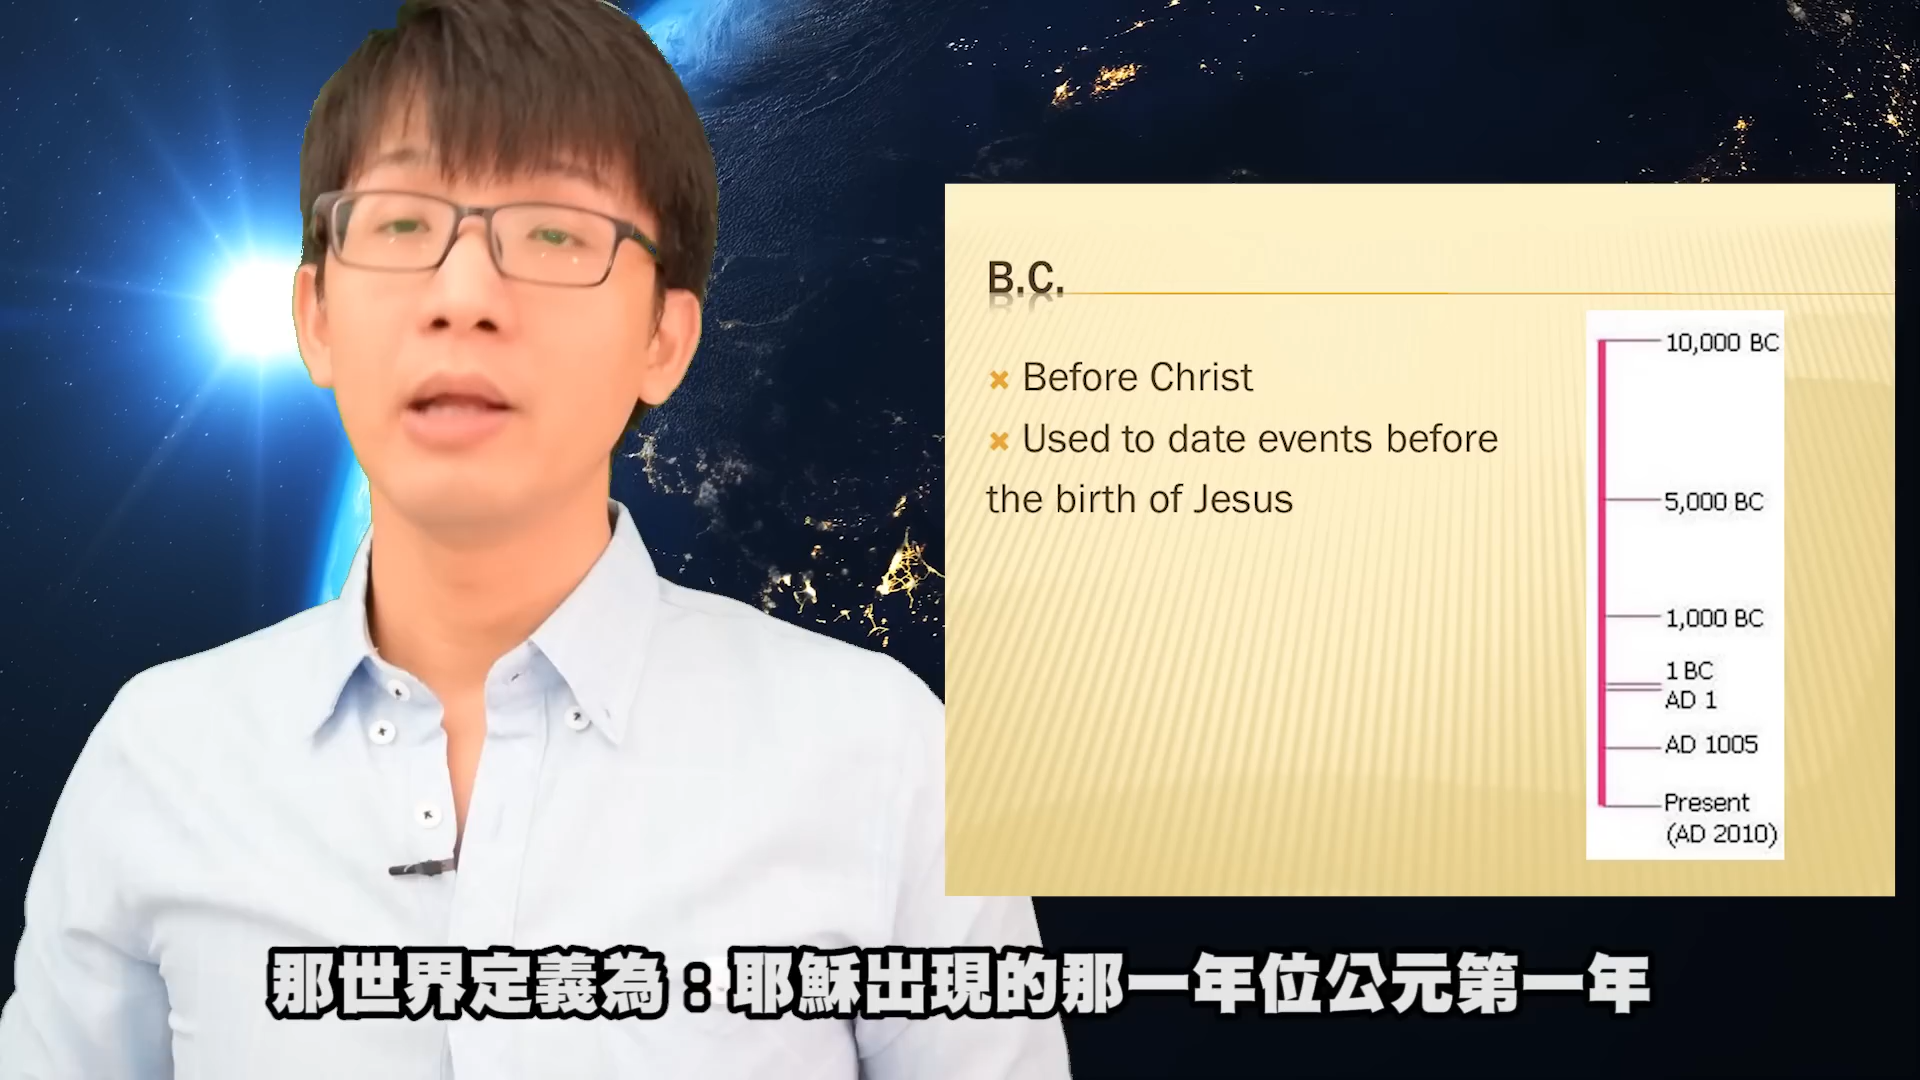 B.C.
Before Christ
Used to date events before
the birth of Jesus
10,000 BC
5,000 BC
1,000 BC
1 BC
AD 1
AD 1005
Present
(AD 2010)
那世界定義為：耶穌出現的那一年位公元第一年